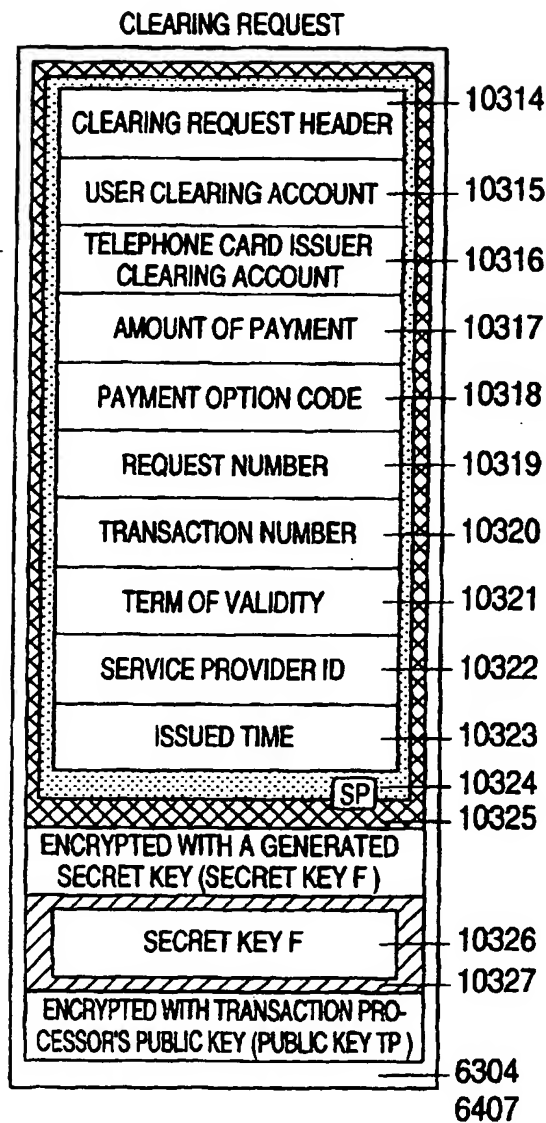 CLEARING REQUEST
CLEARING REQUEST HEADER 10314
USER CLEARING ACCOUNT 10315
TELEPHONE CARD ISSUER
CLEARING ACCOUNT 10316
AMOUNT OF PAYMENT 10317
PAYMENT OPTION CODE 10318
REQUEST NUMBER 10319
TRANSACTION NUMBER 10320
TERM OF VALIDITY 10321
SERVICE PROVIDER ID 10322
ISSUED TIME 10323
SP 10324
10325
ENCRYPTED WITH A GENERATED
SECRET KEY (SECRET KEY F )
SECRET KEY F 10326
10327
ENCRYPTED WITH TRANSACTION PRO-
CESSOR'S PUBLIC KEY (PUBLIC KEY TP )
6304
6407